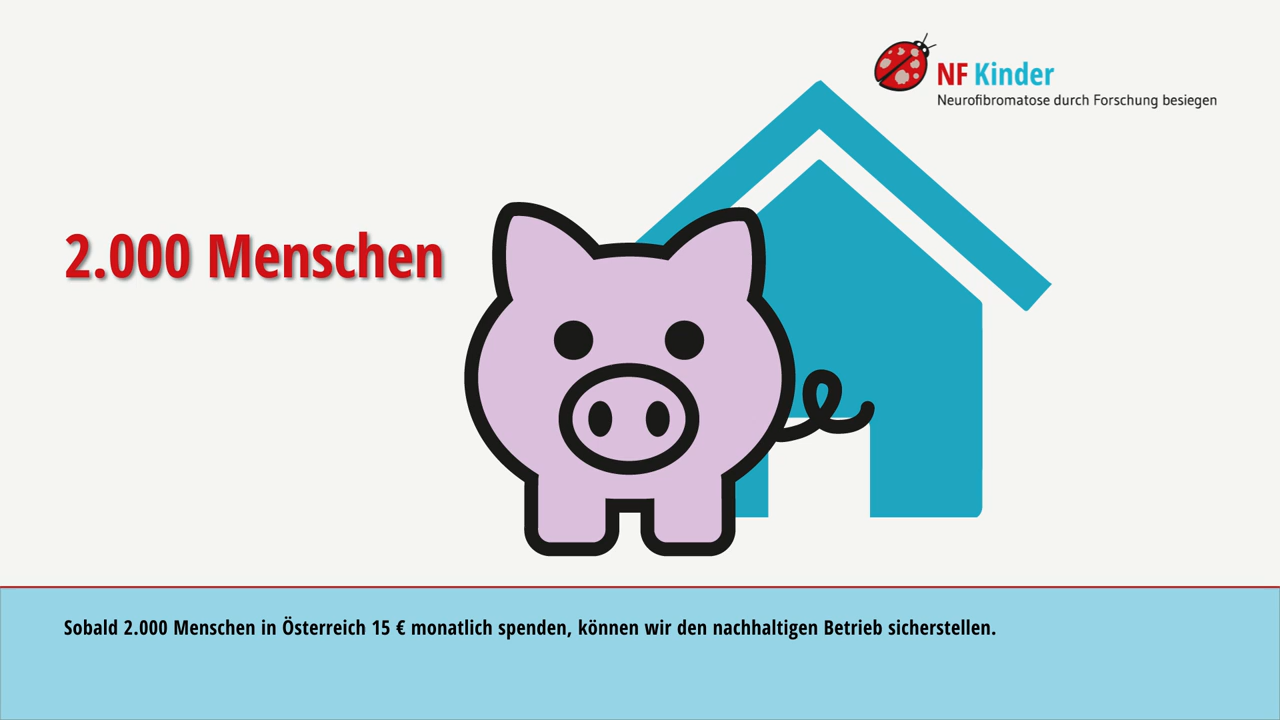 NF Kinder
Neurofibromatose durch Forschung besiegen
2.000 Menschen
Sobald 2.000 Menschen in Österreich 15 € monatlich spenden, können wir den nachhaltigen Betrieb sicherstellen.